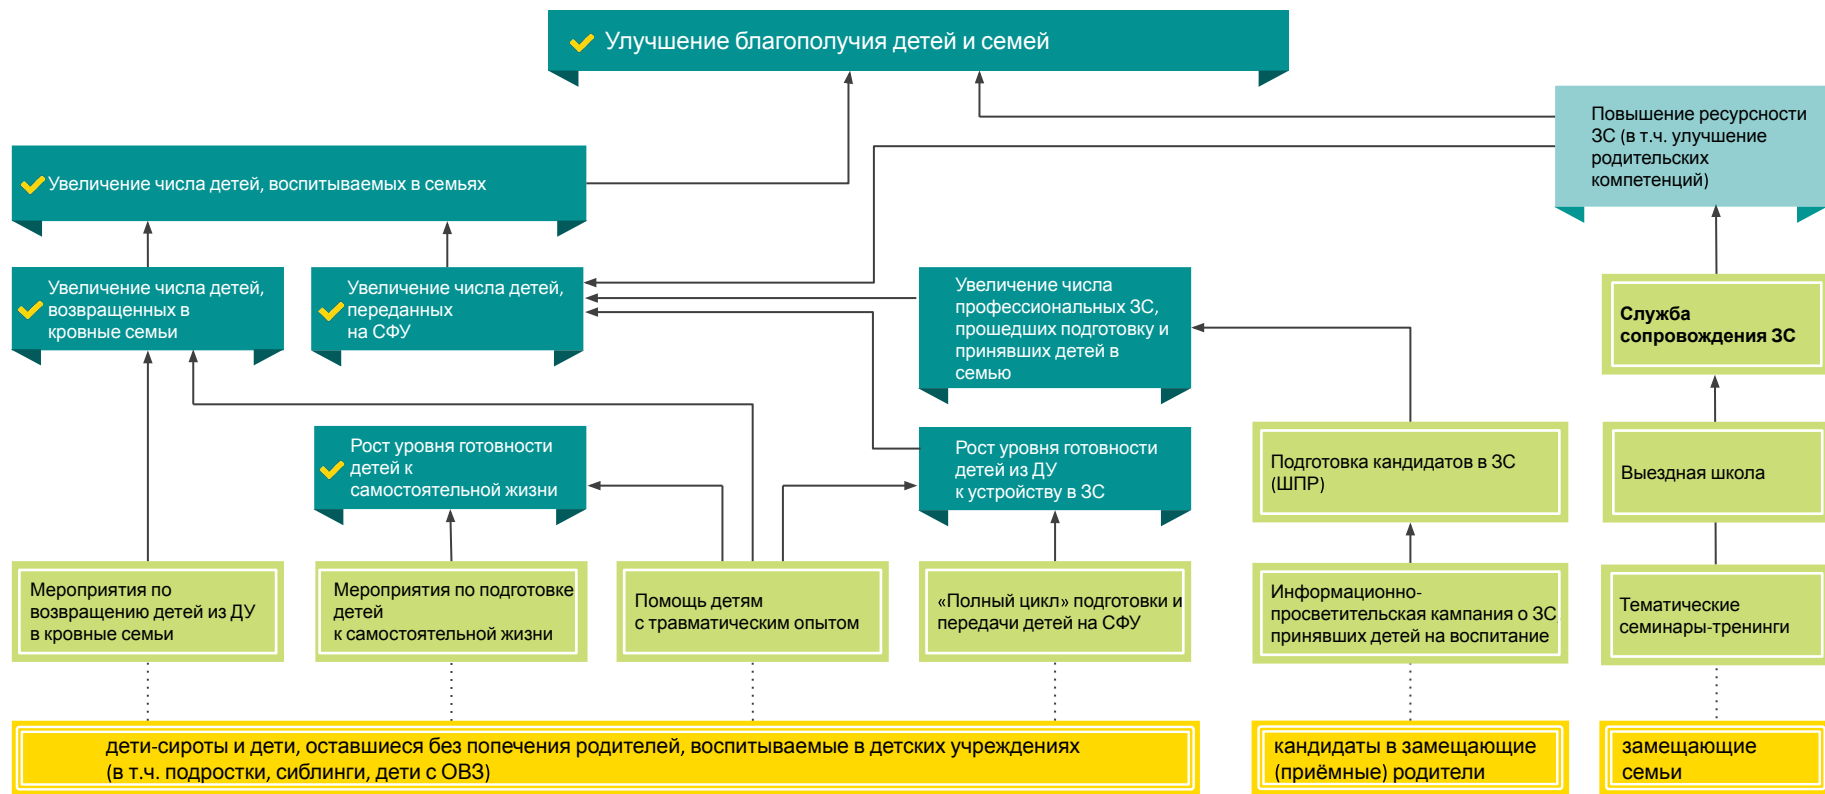 Улучшение благополучия детей и семей
Повышение ресурсности
ЗС (в т.ч. улучшение
родительских
компетенций)
Увеличение числа детей, воспитываемых в семьях
Увеличение числа детей,
возвращенных в
кровные семьи
Увеличение числа детей,
переданных
на СФУ
Увеличение числа
профессиональных ЗС,
прошедших подготовку и
принявших детей в
семью
Служба
сопровождения ЗС
Рост уровня готовности
детей к
самостоятельной жизни
Рост уровня готовности
детей из ДУ
к устройству в ЗС
Подготовка кандидатов в ЗС
(ШПР)
Выездная школа
Мероприятия по
возвращению детей из ДУ
в кровные семьи
Мероприятия по подготовке
детей
к самостоятельной жизни
Помощь детям
с травматическим опытом
«Полный цикл» подготовки и
передачи детей на СФУ
Информационно-
просветительская кампания о ЗС
принявших детей на воспитание
Тематические
семинары-тренинги
дети-сироты и дети, оставшиеся без попечения родителей, воспитываемые в детских учреждениях
(в т.ч. подростки, сиблинги, дети с ОВЗ)
кандидаты в замещающие
(приёмные) родители
замещающие
семьи